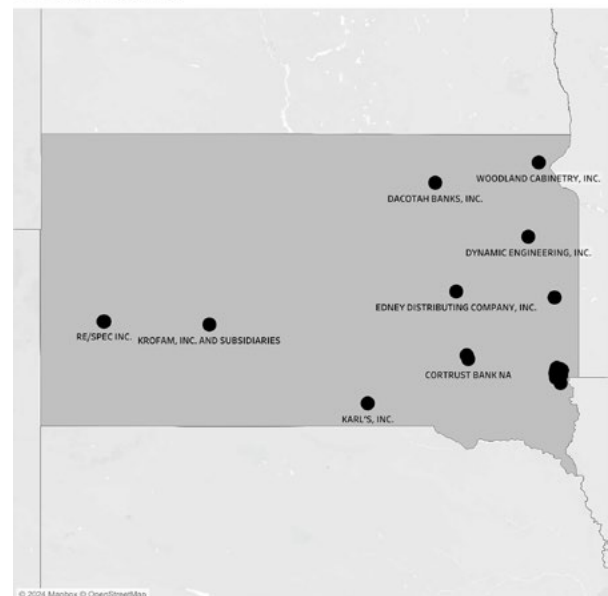 WOODLAND CABINETRY, INC.
DACOTAH BANKS, INC.
DYNAMIC ENGINEERING, INC.
EDNEY DISTRIBUTING COMPANY, INC.
RE/SPEC INC.
KROFAM, INC. AND SUBSIDIARIES
CORTRUST BANK NA
KARL'S, INC.
© 2024 Mapbox © OpenStreetMap